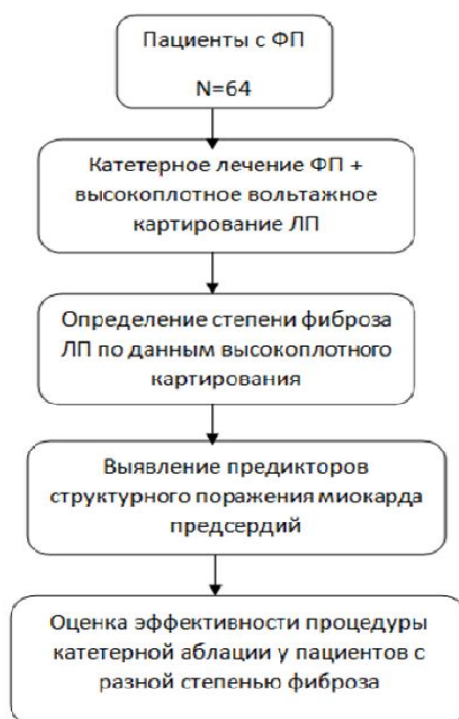 Пациенты с ФП
N=64
Катетерное лечение ФП +
высокоплотное вольтажное
картирование ЛП
Определение степени фиброза
ЛП по данным высокоплотного
картирования
Выявление предикторов
структурного поражения миокарда
предсердий
Оценка эффективности процедуры
катетерной аблации у пациентов с
разной степенью фиброза